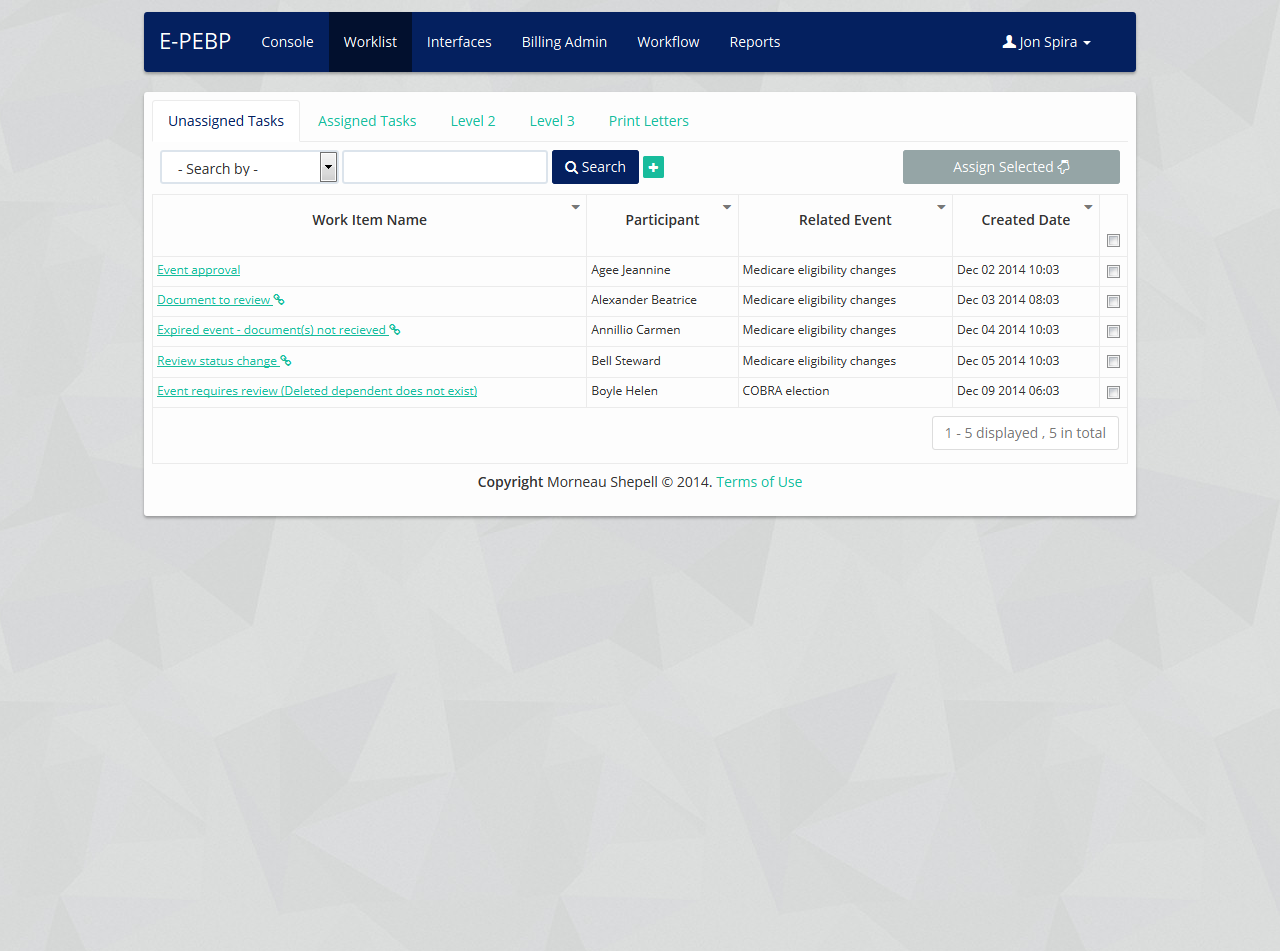 E-PEBP Console Worklist Interfaces Billing Admin Workflow Reports Jon Spira
Unassigned Tasks Assigned Tasks Level 2 Level 3 Print Letters
- Search by - Search Assign Selected
Work Item Name Participant Related Event Created Date
Event approval Agee Jeannine Medicare eligibility changes Dec 02 2014 10:03
Document to review Alexander Beatrice Medicare eligibility changes Dec 03 2014 08:03
Expired event - document(s) not recieved Annillio Carmen Medicare eligibility changes Dec 04 2014 10:03
Review status change Bell Steward Medicare eligibility changes Dec 05 2014 10:03
Event requires review (Deleted dependent does not exist) Boyle Helen COBRA election Dec 09 2014 06:03
1 - 5 displayed , 5 in total
Copyright Morneau Shepell © 2014. Terms of Use